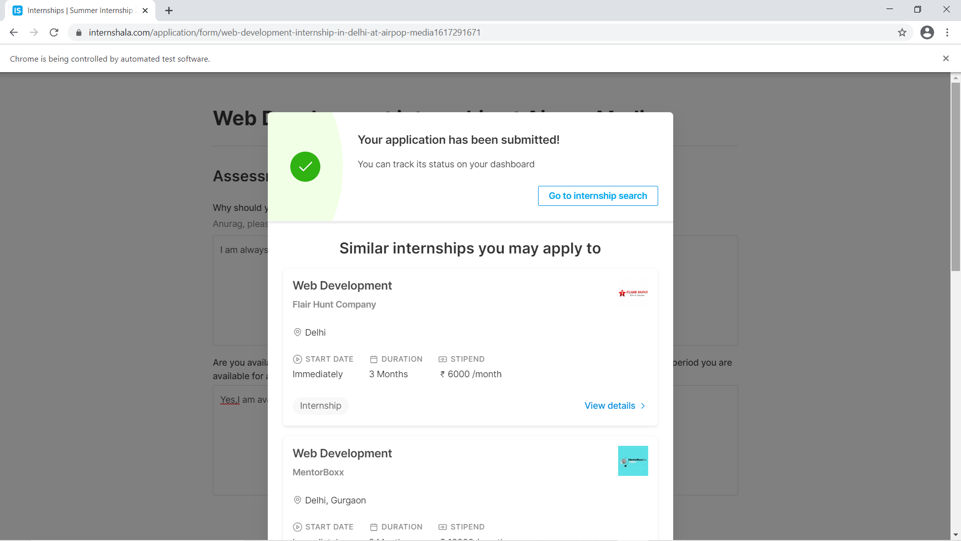 Internships | Summer Internship
internshala.com/application/form/web-development-internship-in-delhi-at-airpop-media1617291671
Chrome is being controlled by automated test software.
Web D
Your application has been submitted!
You can track its status on your dashboard
Go to internship search
Assessm
Why should y
Anurag, pleas
I am always
Similar internships you may apply to
Web Development
Flair Hunt Company
Delhi
START DATE DURATION STIPEND
Immediately 3 Months ₹ 6000 /month
Internship View details
Are you availa period you are
available for a
Yes,I am ava
Web Development
MentorBoxx
Delhi, Gurgaon
START DATE DURATION STIPEND